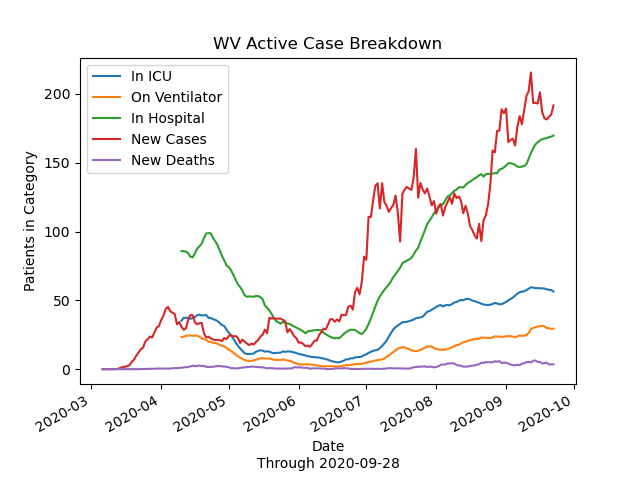 WV Active Case Breakdown
In ICU
On Ventilator
In Hospital
New Cases
New Deaths
Patients in Category
200
150
100
50
0
2020-03
2020-04
2020-05
2020-06
2020-07
2020-08
2020-09
2020-10
Date
Through 2020-09-28